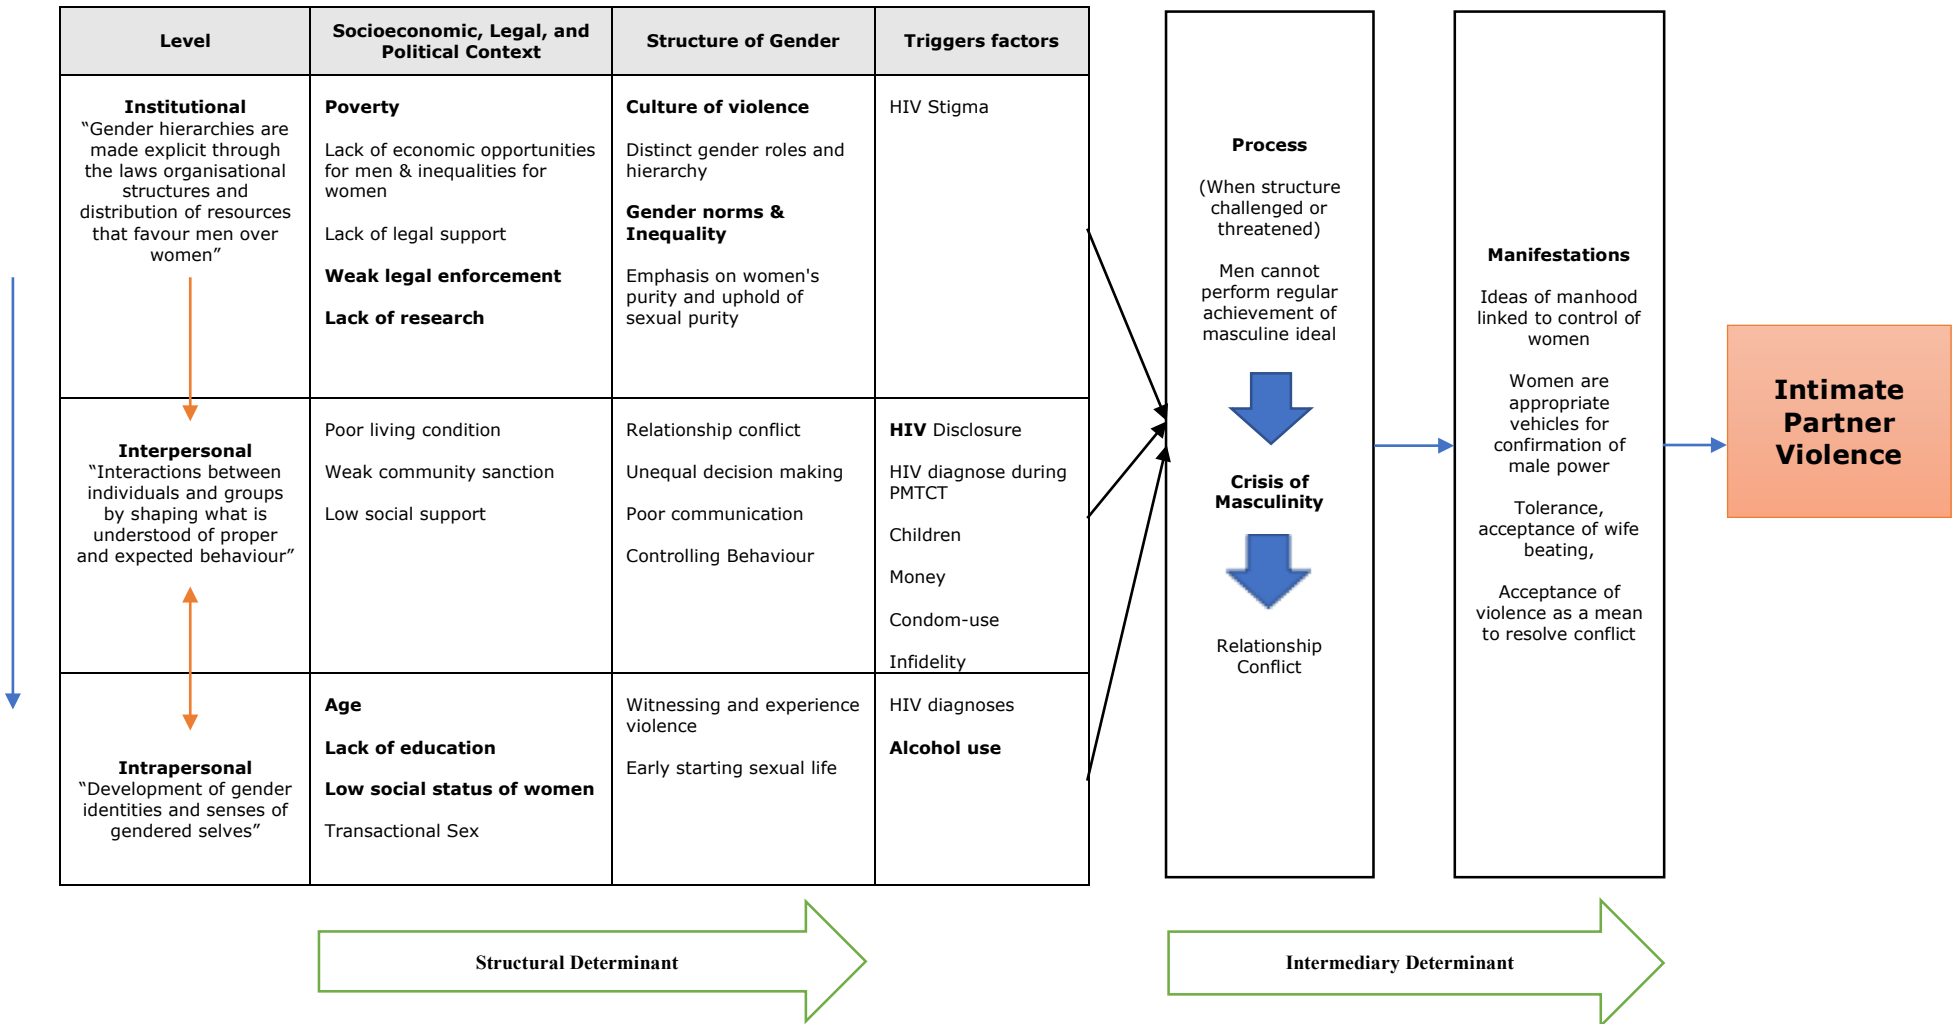 Level
Socioeconomic, Legal, and
Political Context
Structure of Gender
Triggers factors
Institutional
“Gender hierarchies are
made explicit through
the laws organisational
structures and
distribution of resources
that favour men over
women”
Poverty
Lack of economic opportunities
for men & inequalities for
women
Lack of legal support
Weak legal enforcement
Lack of research
Culture of violence
Distinct gender roles and
hierarchy
Gender norms &
Inequality
Emphasis on women's
purity and uphold of
sexual purity
HIV Stigma
Interpersonal
“Interactions between
individuals and groups
by shaping what is
understood of proper
and expected behaviour”
Poor living condition
Weak community sanction
Low social support
Relationship conflict
Unequal decision making
Poor communication
Controlling Behaviour
HIV Disclosure
HIV diagnose during
PMTCT
Children
Money
Condom-use
Infidelity
Intrapersonal
“Development of gender
identities and senses of
gendered selves”
Age
Lack of education
Low social status of women
Transactional Sex
Witnessing and experience
violence
Early starting sexual life
HIV diagnoses
Alcohol use
Process
(When structure
challenged or
threatened)
Men cannot
perform regular
achievement of
masculine ideal
Crisis of
Masculinity
Relationship
Conflict
Manifestations
Ideas of manhood
linked to control of
women
Women are
appropriate
vehicles for
confirmation of
male power
Tolerance,
acceptance of wife
beating,
Acceptance of
violence as a mean
to resolve conflict
Intimate
Partner
Violence
Structural Determinant
Intermediary Determinant